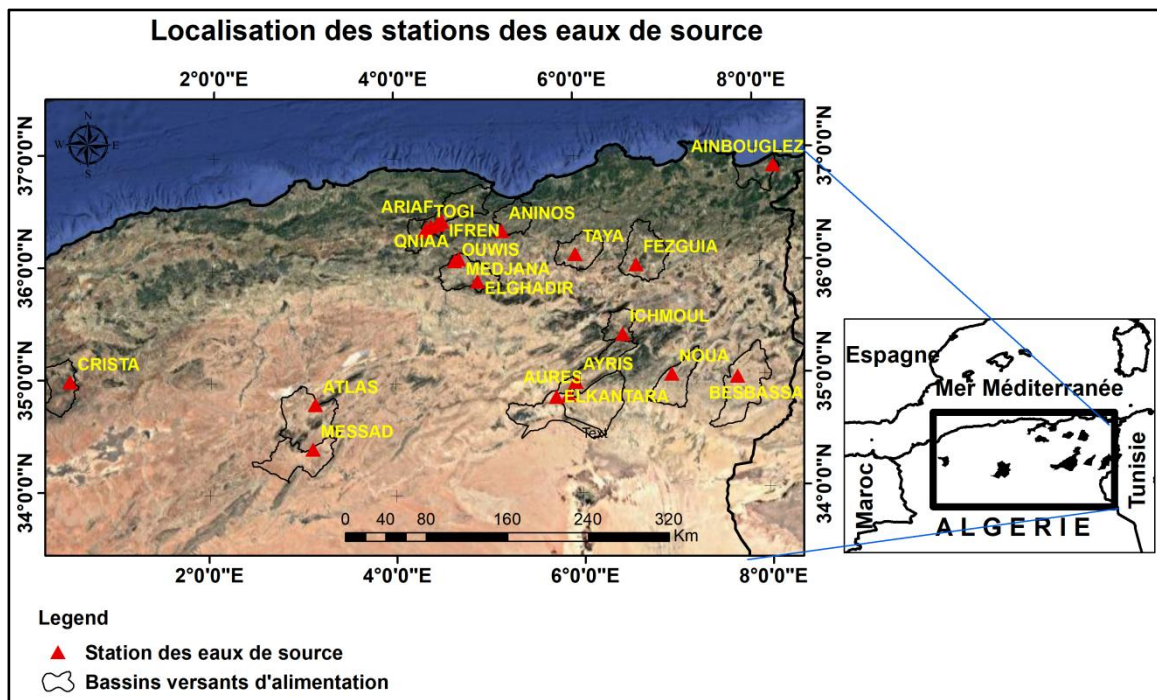 Localisation des stations des eaux de source
2°0'0"E 4°0'0"E 6°0'0"E 8°0'0"E
N
W E
S
37°0'0"N
36°0'0"N
35°0'0"N
34°0'0"N
AINBOUGLEZ
ARIAF TOGI
ANINOS
IFREN
QNIAA
OUWIS
TAYA
FEZGUIA
MEDJANA
ELGHADIR
ICHMOUL
CRISTA
AYRIS
NOUA
ATLAS
AURES
ELKANTARA
BESBASSA
MESSAD
Text
0 40 80 160 240 320
Km
37°0'0"N
36°0'0"N
35°0'0"N
34°0'0"N
2°0'0"E 4°0'0"E 6°0'0"E 8°0'0"E
Espagne
Mer Méditerranée
Maroc
Tunisie
ALGERIE
Legend
Station des eaux de source
Bassins versants d'alimentation